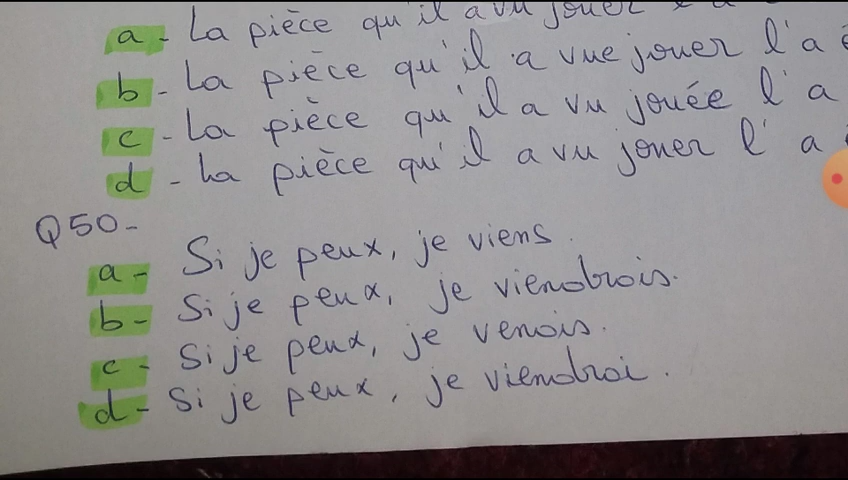 a - La pièce qu'il a vu jouer l'a
b - La pièce qu'il a vue jouer l'a
c - La pièce qu'il a vu jouée l'a
d - La pièce qu'il a vu jouer l'a
Q50-
a - Si je peux, je viens.
b - Si je peux, je viendrais.
c - Si je peux, je venais.
d - Si je peux, je viendrai.